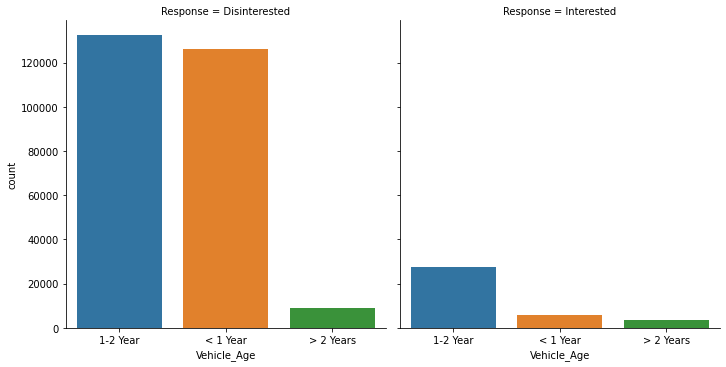 Response = Disinterested
Response = Interested
120000
100000
80000
60000
40000
20000
0
count
1-2 Year
< 1 Year
> 2 Years
Vehicle_Age
1-2 Year
< 1 Year
> 2 Years
Vehicle_Age